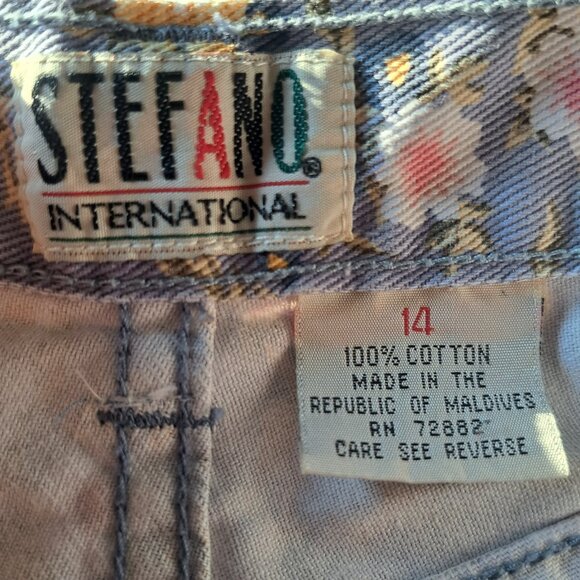 STEFANO®
INTERNATIONAL
14
100% COTTON
MADE IN THE
REPUBLIC OF MALDIVES
RN 72882
CARE SEE REVERSE